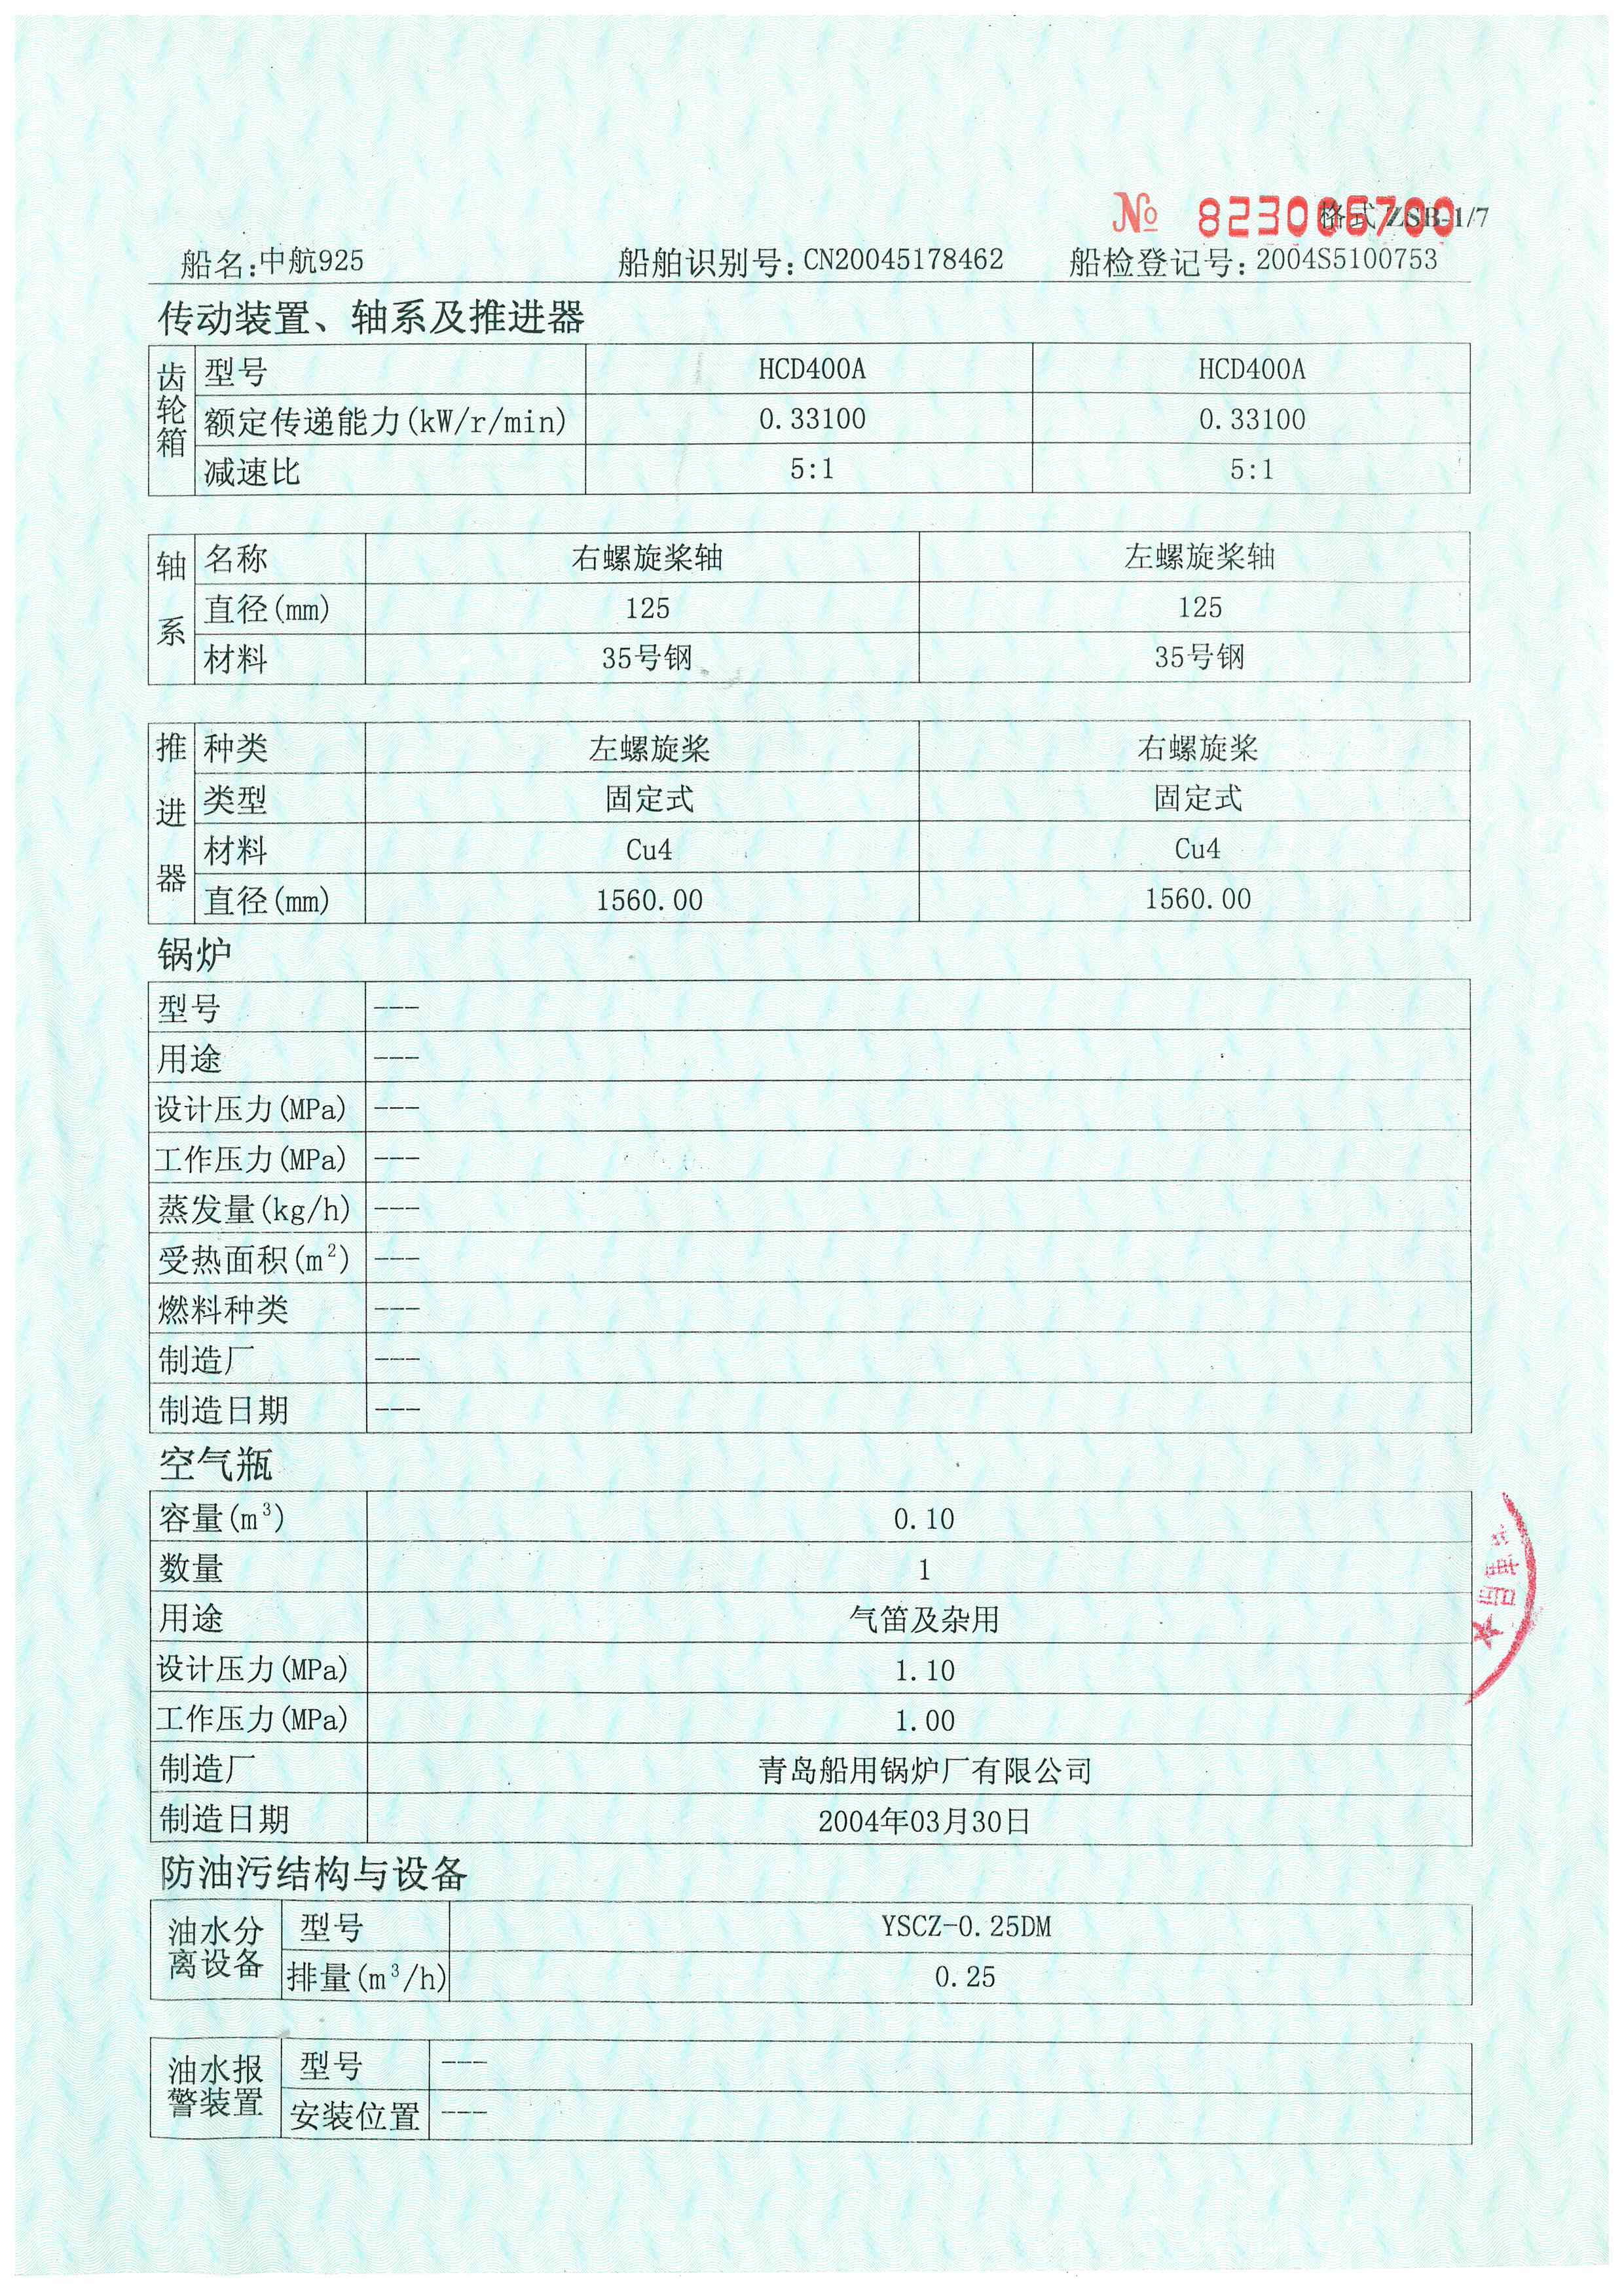 № 823006700
格式 ZSB-1/7
船名:中航925 船舶识别号:CN20045178462 船检登记号:2004S5100753
传动装置、轴系及推进器
齿轮箱
型号 HCD400A HCD400A
额定传递能力(kW/r/min) 0.33100 0.33100
减速比 5:1 5:1
轴系
名称 右螺旋桨轴 左螺旋桨轴
直径(mm) 125 125
材料 35号钢 35号钢
推进器
种类 左螺旋桨 右螺旋桨
类型 固定式 固定式
材料 Cu4 Cu4
直径(mm) 1560.00 1560.00
锅炉
型号 ---
用途 ---
设计压力(MPa) ---
工作压力(MPa) ---
蒸发量(kg/h) ---
受热面积(m²) ---
燃料种类 ---
制造厂 ---
制造日期 ---
空气瓶
容量(m³) 0.10
数量 1
用途 气笛及杂用
设计压力(MPa) 1.10
工作压力(MPa) 1.00
制造厂 青岛船用锅炉厂有限公司
制造日期 2004年03月30日
防油污结构与设备
油水分离设备
型号 YSCZ-0.25DM
排量(m³/h) 0.25
油水报警装置
型号 ---
安装位置 ---